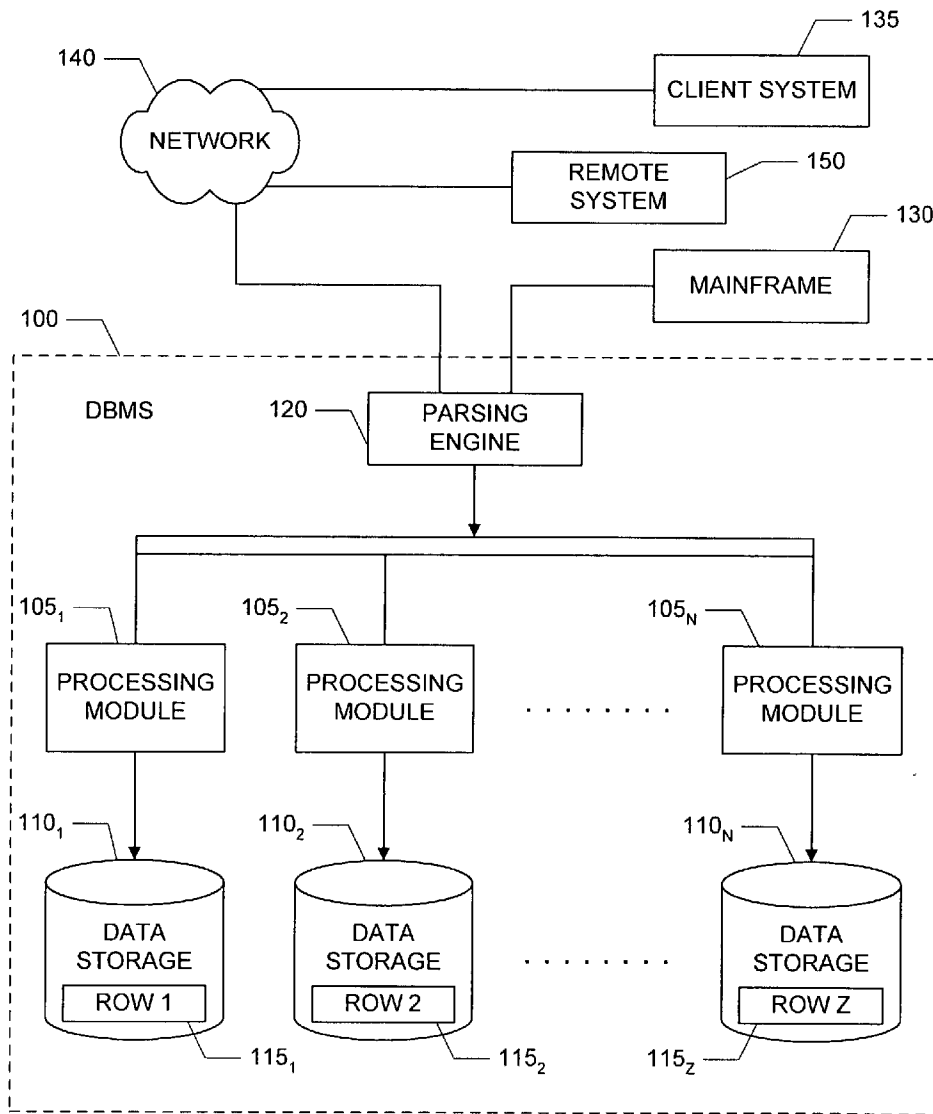 135
140
CLIENT SYSTEM
NETWORK
REMOTE
SYSTEM
150
130
MAINFRAME
100
DBMS
120
PARSING
ENGINE
105₁
105₂
105N
PROCESSING
MODULE
PROCESSING
MODULE
. . . . . . . .
PROCESSING
MODULE
110₁
110₂
110N
DATA
STORAGE
ROW 1
DATA
STORAGE
ROW 2
. . . . . . . .
DATA
STORAGE
ROW Z
115₁
115₂
115Z